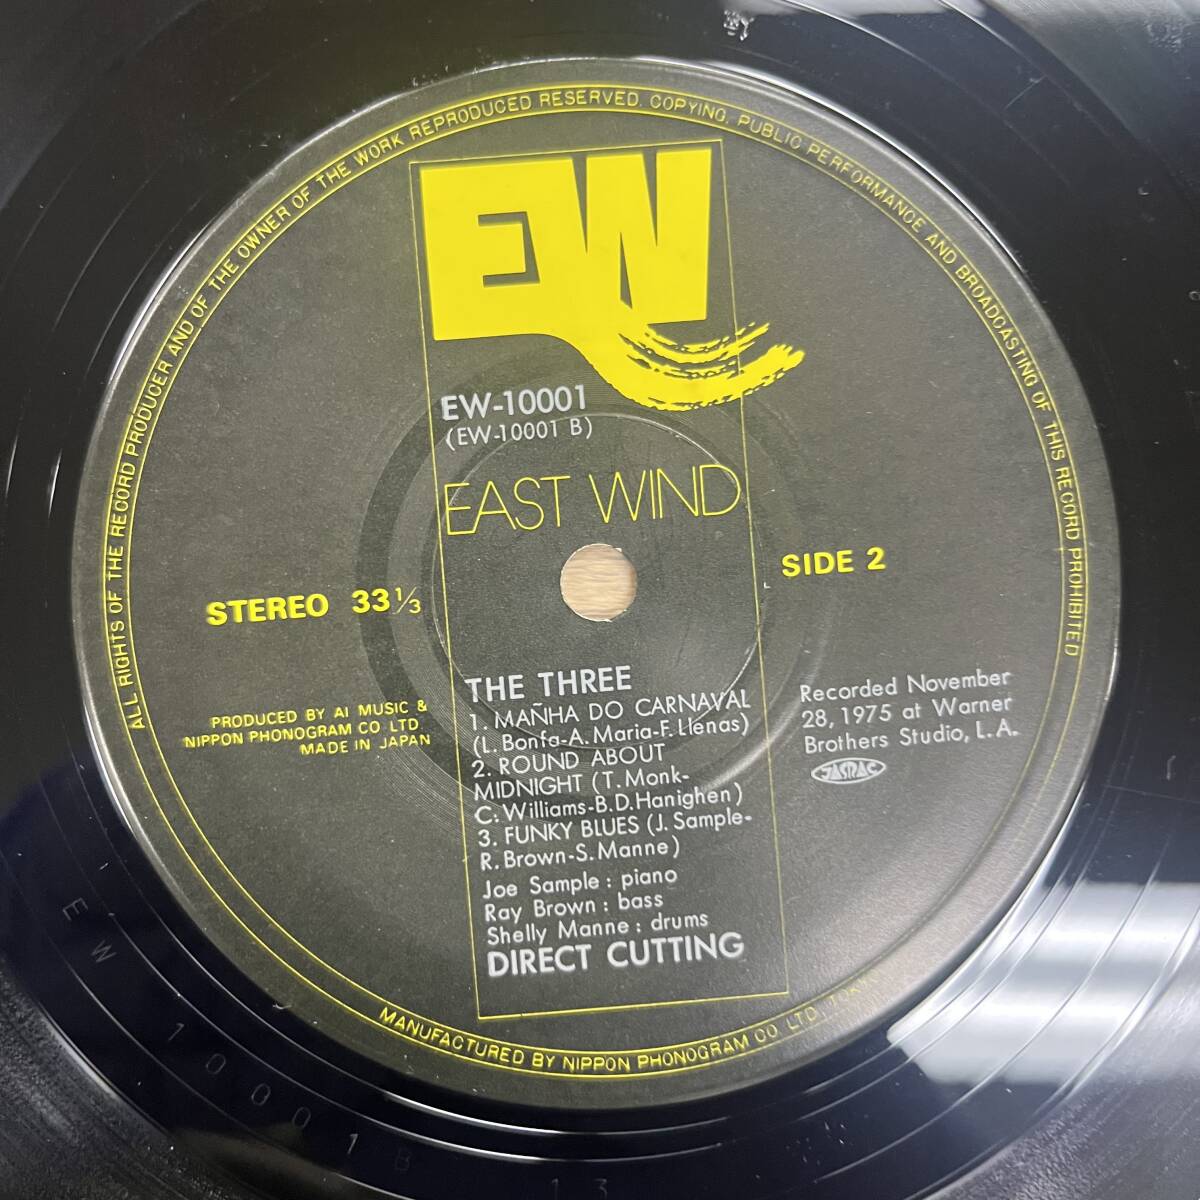 ALL RIGHTS OF THE RECORD PRODUCER AND OF THE OWNER OF THE WORK REPRODUCED RESERVED. COPYING, PUBLIC PERFORMANCE AND BROADCASTING OF THIS RECORD PROHIBITED
EW
EW-10001
(EW-10001 B)
EAST WIND
STEREO 33 1/3
SIDE 2
PRODUCED BY AI MUSIC &
NIPPON PHONOGRAM CO LTD.
MADE IN JAPAN
THE THREE
1. MAÑHA DO CARNAVAL
(L. Bonfa-A. Maria-F. Llenas)
2. ROUND ABOUT
MIDNIGHT (T. Monk-
C. Williams-B.D. Hanighen)
3. FUNKY BLUES (J. Sample-
R. Brown-S. Manne)
Joe Sample : piano
Ray Brown : bass
Shelly Manne : drums
DIRECT CUTTING
Recorded November
28, 1975 at Warner
Brothers Studio, L.A.
JASRAC
MANUFACTURED BY NIPPON PHONOGRAM CO. LTD.,
EW 10001B 13